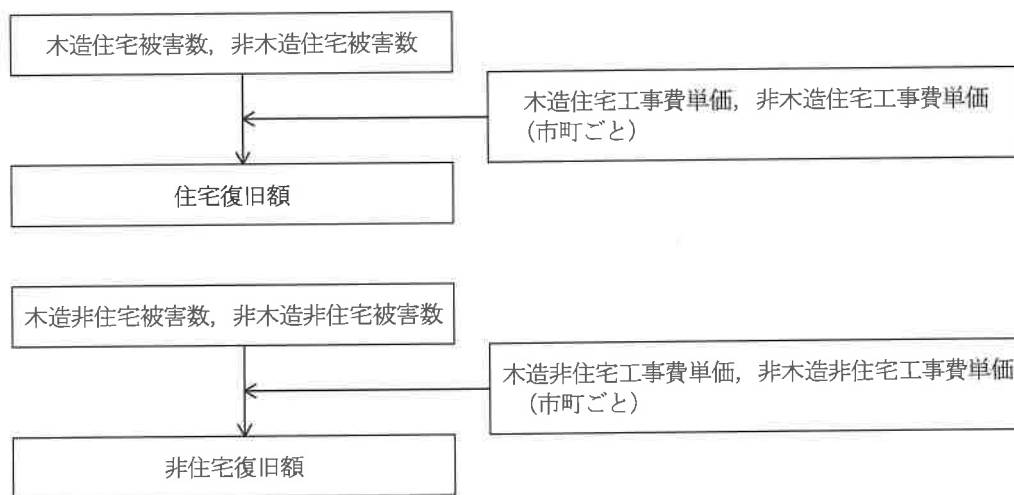 木造住宅被害数，非木造住宅被害数
木造住宅工事費単価，非木造住宅工事費単価
（市町ごと）
住宅復旧額
木造非住宅被害数，非木造非住宅被害数
木造非住宅工事費単価，非木造非住宅工事費単価
（市町ごと）
非住宅復旧額